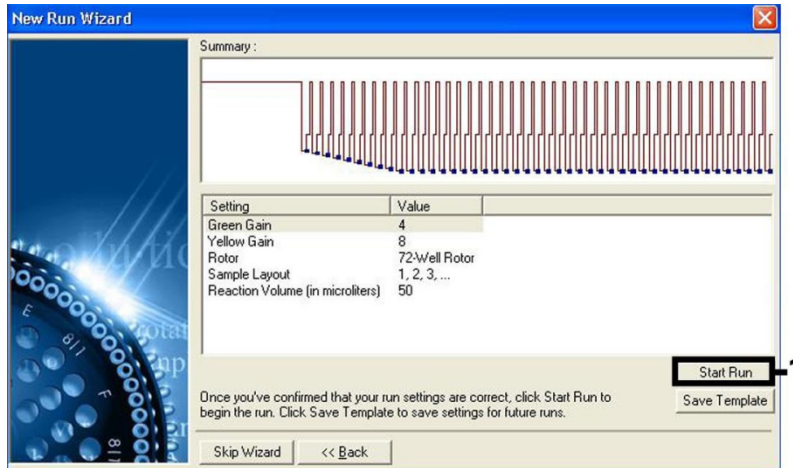 New Run Wizard
Summary :
Setting Value
Green Gain 4
Yellow Gain 8
Rotor 72-Well Rotor
Sample Layout 1, 2, 3, ...
Reaction Volume (in microliters) 50
Start Run
Once you've confirmed that your run settings are correct, click Start Run to
begin the run. Click Save Template to save settings for future runs.
Save Template
Skip Wizard << Back
E
8/1
F
8/1